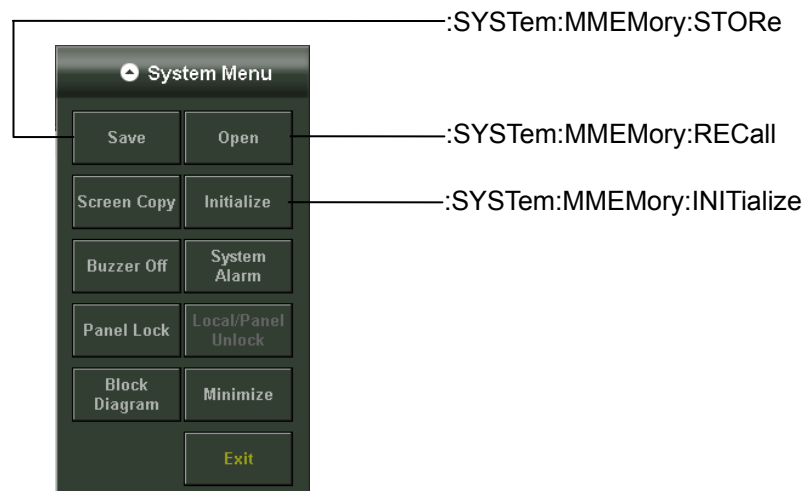 :SYSTem:MMEMory:STORe
System Menu
Save
Open
:SYSTem:MMEMory:RECall
Screen Copy
Initialize
:SYSTem:MMEMory:INITialize
Buzzer Off
System
Alarm
Panel Lock
Local/Panel
Unlock
Block
Diagram
Minimize
Exit